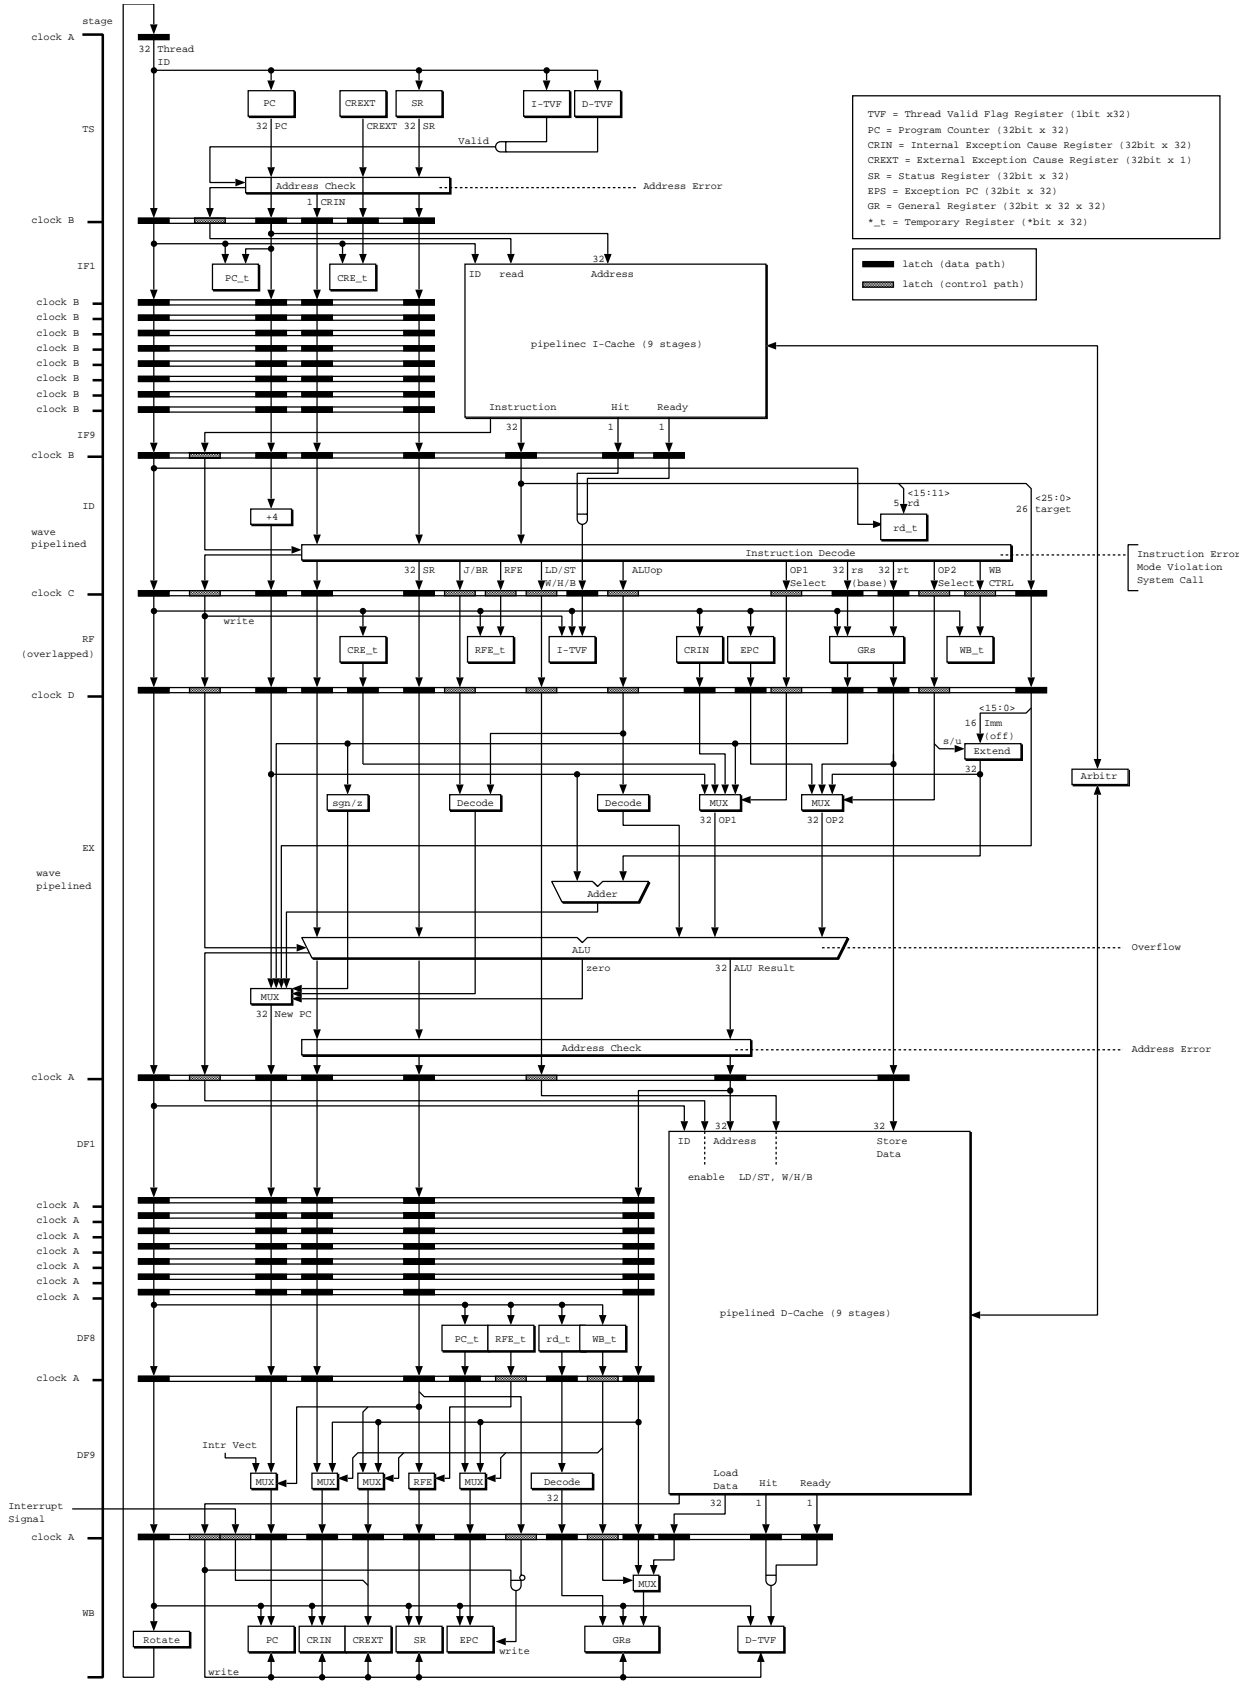 stage
clock A
32 Thread
ID
PC
CREXT
SR
I-TVF
D-TVF
32 PC
CREXT
32 SR
TS
Valid
Address Check
Address Error
1 CRIN
clock B
TVF = Thread Valid Flag Register (1bit x32)
PC = Program Counter (32bit x 32)
CRIN = Internal Exception Cause Register (32bit x 32)
CREXT = External Exception Cause Register (32bit x 1)
SR = Status Register (32bit x 32)
EPS = Exception PC (32bit x 32)
GR = General Register (32bit x 32 x 32)
*_t = Temporary Register (*bit x 32)
latch (data path)
latch (control path)
IF1
PC_t
CRE_t
32
ID
read
Address
clock B
clock B
clock B
clock B
clock B
clock B
clock B
clock B
pipelinec I-Cache (9 stages)
Instruction
Hit
Ready
32
1
1
IF9
clock B
ID
wave
pipelined
+4
<15:11>
5
rd
rd_t
<25:0>
26
target
Instruction Decode
Instruction Error
Mode Violation
System Call
32 SR
J/BR
RFE
LD/ST
W/H/B
ALUop
OP1
Select
32 rs
(base)
32 rt
OP2
Select
WB
CTRL
clock C
write
RF
(overlapped)
CRE_t
RFE_t
I-TVF
CRIN
EPC
GRs
WB_t
clock D
<15:0>
16 Imm
(off)
s/u
Extend
32
sgn/z
Decode
Decode
MUX
MUX
32 OP1
32 OP2
Arbitr
EX
wave
pipelined
Adder
ALU
Overflow
zero
32 ALU Result
MUX
32 New PC
Address Check
Address Error
clock A
DF1
32
32
ID
Address
Store
Data
enable
LD/ST, W/H/B
clock A
clock A
clock A
clock A
clock A
clock A
clock A
pipelined D-Cache (9 stages)
DF8
PC_t
RFE_t
rd_t
WB_t
clock A
DF9
Intr Vect
MUX
MUX
MUX
RFE
MUX
Decode
32
Load
Data
Hit
Ready
32
1
1
Interrupt
Signal
clock A
MUX
WB
Rotate
PC
CRIN
CREXT
SR
EPC
write
GRs
D-TVF
write